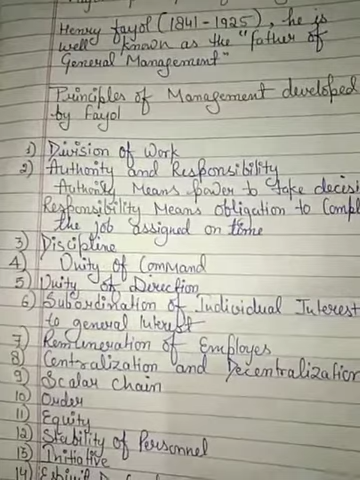 Henry fayol (1841-1925), he is
well known as the "father of
General Management"
Principles of Management developed
by Fayol
1) Division of Work
2) Authority and Responsibility
Authority Means power to take decisi
Responsibility Means obligation to Compl
the job assigned on time
3) Discipline
4) Unity of Command
5) Unity of Direction
6) Subordination of Individual Interest
to general Interest
7) Remuneration of Employes
8) Centralization and Decentralization
9) Scalar Chain
10) Order
11) Equity
12) Stability of Personnel
13) Initiative
14)